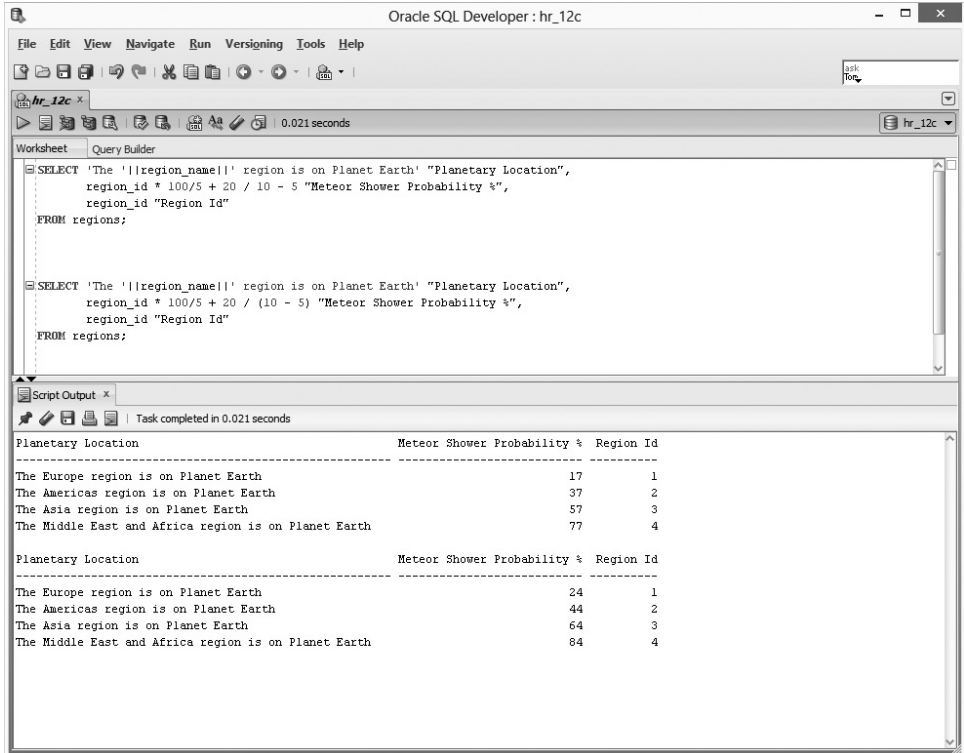 Oracle SQL Developer : hr_12c
File Edit View Navigate Run Versioning Tools Help
ask Tom
hr_12c
0.021 seconds
hr_12c
Worksheet Query Builder
SELECT 'The '||region_name||' region is on Planet Earth' "Planetary Location",
region_id * 100/5 + 20 / 10 - 5 "Meteor Shower Probability %",
region_id "Region Id"
FROM regions;
SELECT 'The '||region_name||' region is on Planet Earth' "Planetary Location",
region_id * 100/5 + 20 / (10 - 5) "Meteor Shower Probability %",
region_id "Region Id"
FROM regions;
Script Output
Task completed in 0.021 seconds
Planetary Location Meteor Shower Probability % Region Id
------------------------------------------------------- --------------------------- ----------
The Europe region is on Planet Earth 17 1
The Americas region is on Planet Earth 37 2
The Asia region is on Planet Earth 57 3
The Middle East and Africa region is on Planet Earth 77 4
Planetary Location Meteor Shower Probability % Region Id
------------------------------------------------------- --------------------------- ----------
The Europe region is on Planet Earth 24 1
The Americas region is on Planet Earth 44 2
The Asia region is on Planet Earth 64 3
The Middle East and Africa region is on Planet Earth 84 4